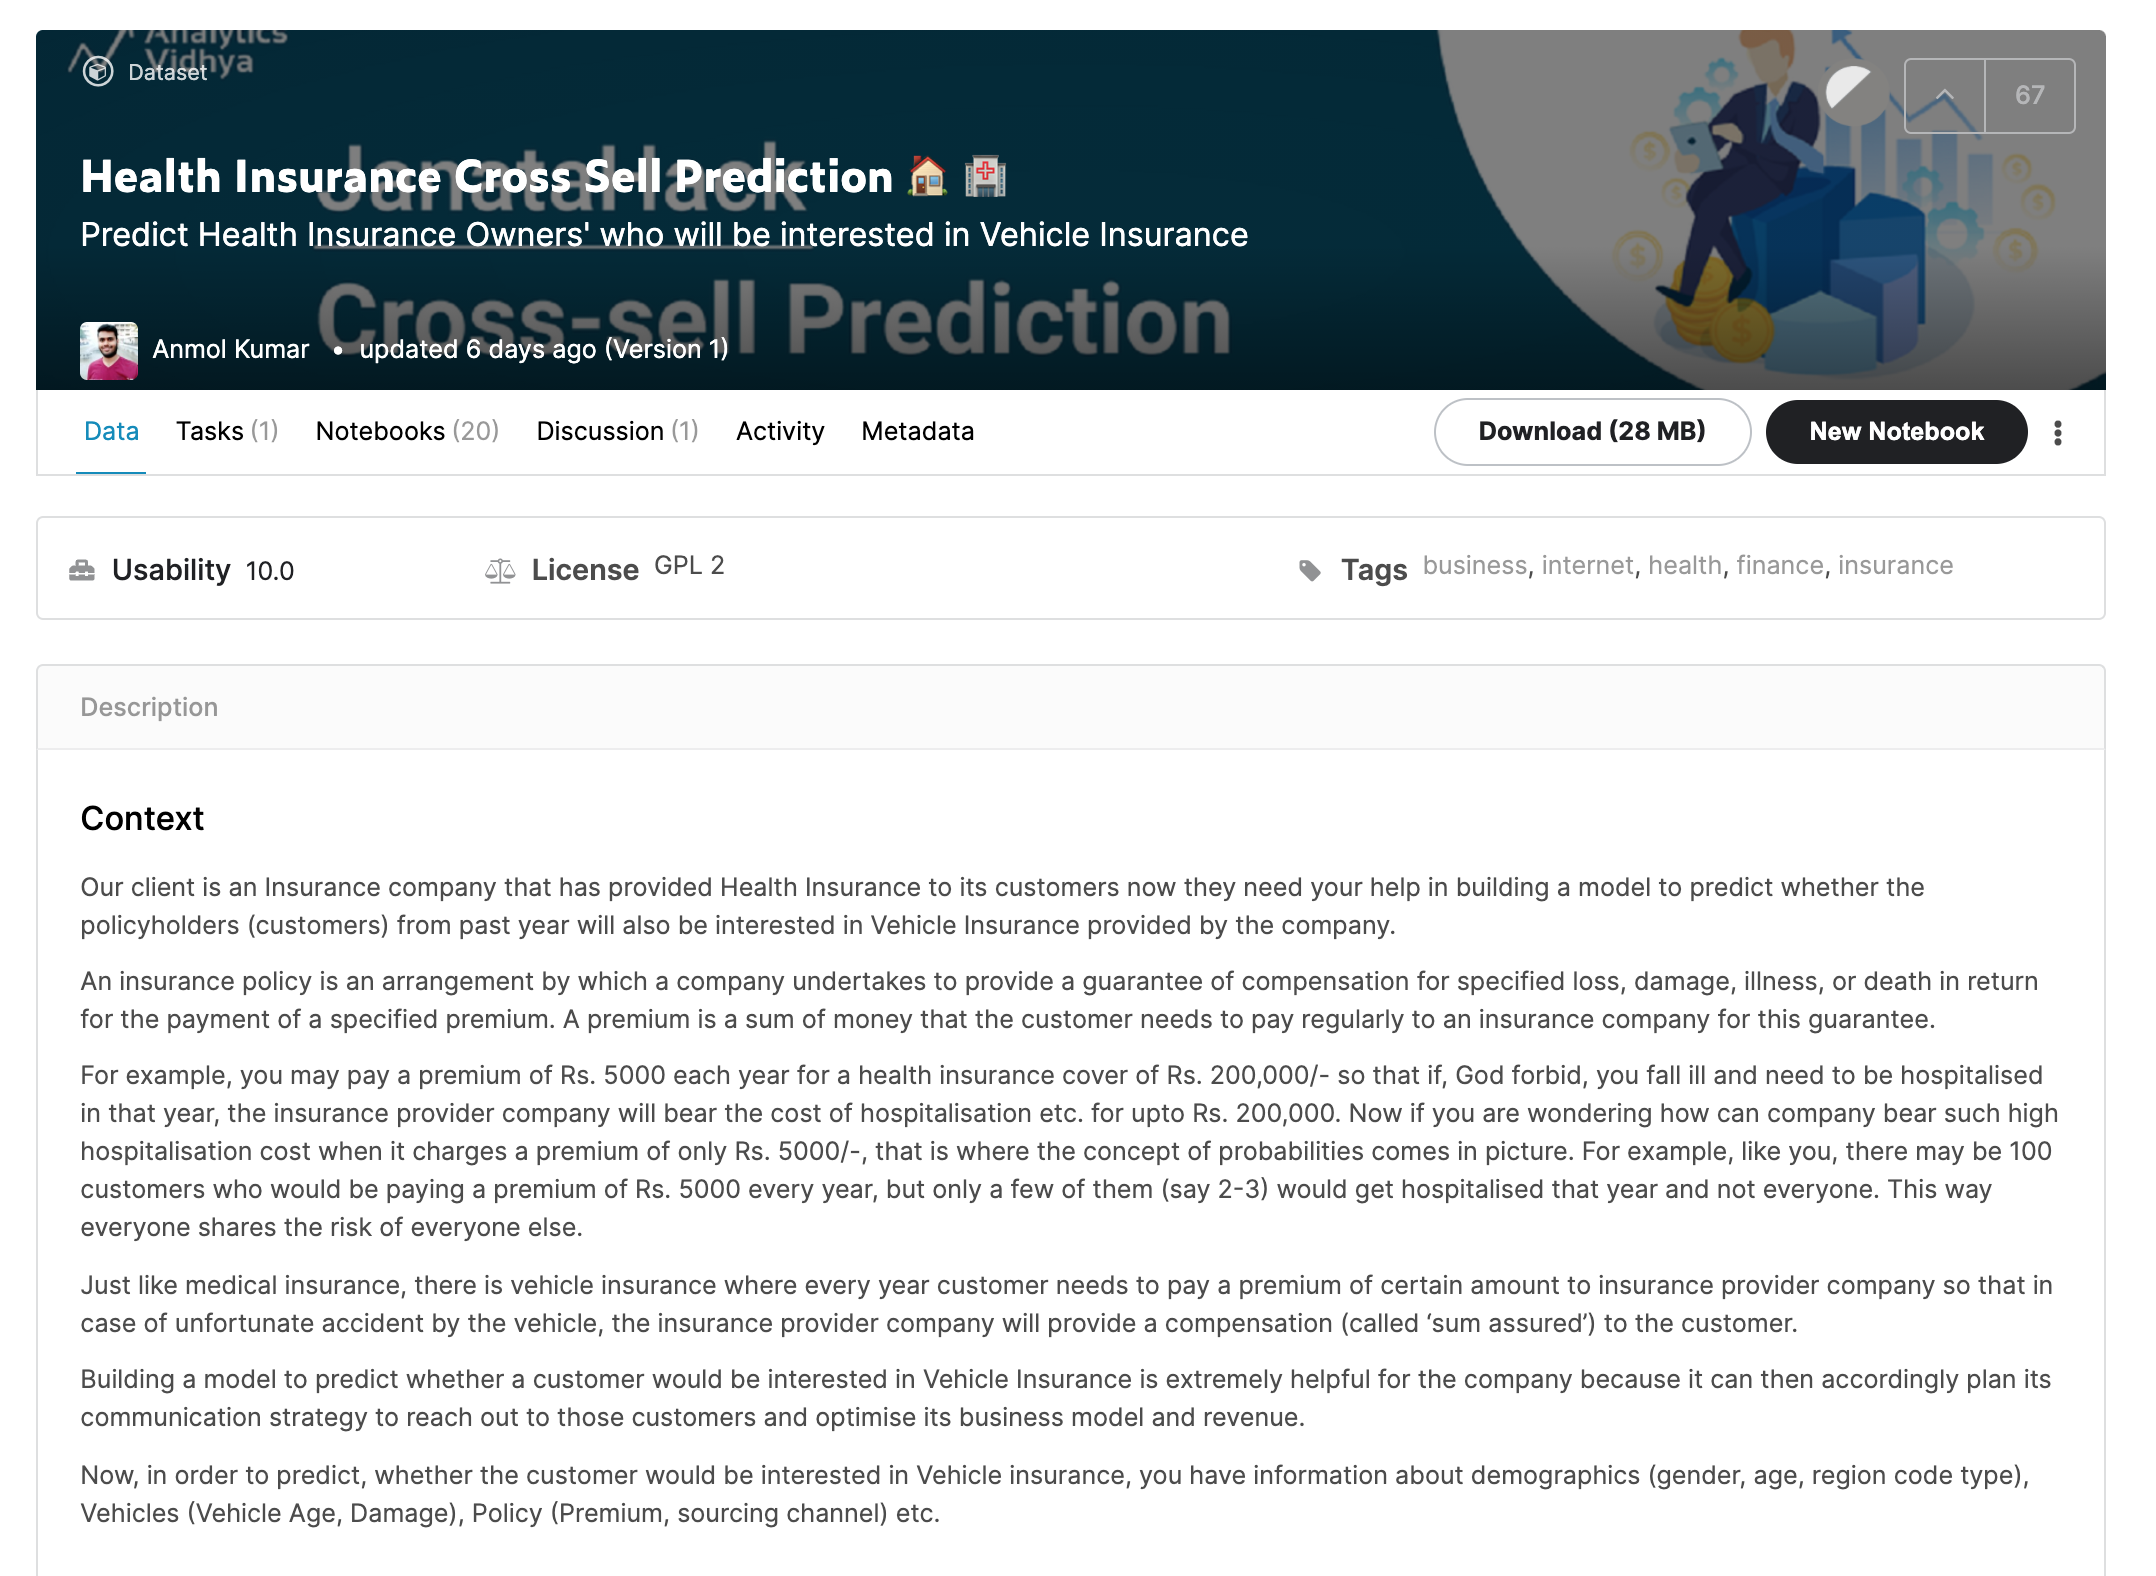 Analytics
Vidhya
Dataset
67
JanataHack
Health Insurance Cross Sell Prediction 🏠 🏥
Predict Health Insurance Owners' who will be interested in Vehicle Insurance
Cross-sell Prediction
Anmol Kumar • updated 6 days ago (Version 1)
Data Tasks (1) Notebooks (20) Discussion (1) Activity Metadata Download (28 MB) New Notebook
Usability 10.0 License GPL 2 Tags business, internet, health, finance, insurance
Description
Context
Our client is an Insurance company that has provided Health Insurance to its customers now they need your help in building a model to predict whether the
policyholders (customers) from past year will also be interested in Vehicle Insurance provided by the company.
An insurance policy is an arrangement by which a company undertakes to provide a guarantee of compensation for specified loss, damage, illness, or death in return
for the payment of a specified premium. A premium is a sum of money that the customer needs to pay regularly to an insurance company for this guarantee.
For example, you may pay a premium of Rs. 5000 each year for a health insurance cover of Rs. 200,000/- so that if, God forbid, you fall ill and need to be hospitalised
in that year, the insurance provider company will bear the cost of hospitalisation etc. for upto Rs. 200,000. Now if you are wondering how can company bear such high
hospitalisation cost when it charges a premium of only Rs. 5000/-, that is where the concept of probabilities comes in picture. For example, like you, there may be 100
customers who would be paying a premium of Rs. 5000 every year, but only a few of them (say 2-3) would get hospitalised that year and not everyone. This way
everyone shares the risk of everyone else.
Just like medical insurance, there is vehicle insurance where every year customer needs to pay a premium of certain amount to insurance provider company so that in
case of unfortunate accident by the vehicle, the insurance provider company will provide a compensation (called ‘sum assured’) to the customer.
Building a model to predict whether a customer would be interested in Vehicle Insurance is extremely helpful for the company because it can then accordingly plan its
communication strategy to reach out to those customers and optimise its business model and revenue.
Now, in order to predict, whether the customer would be interested in Vehicle insurance, you have information about demographics (gender, age, region code type),
Vehicles (Vehicle Age, Damage), Policy (Premium, sourcing channel) etc.